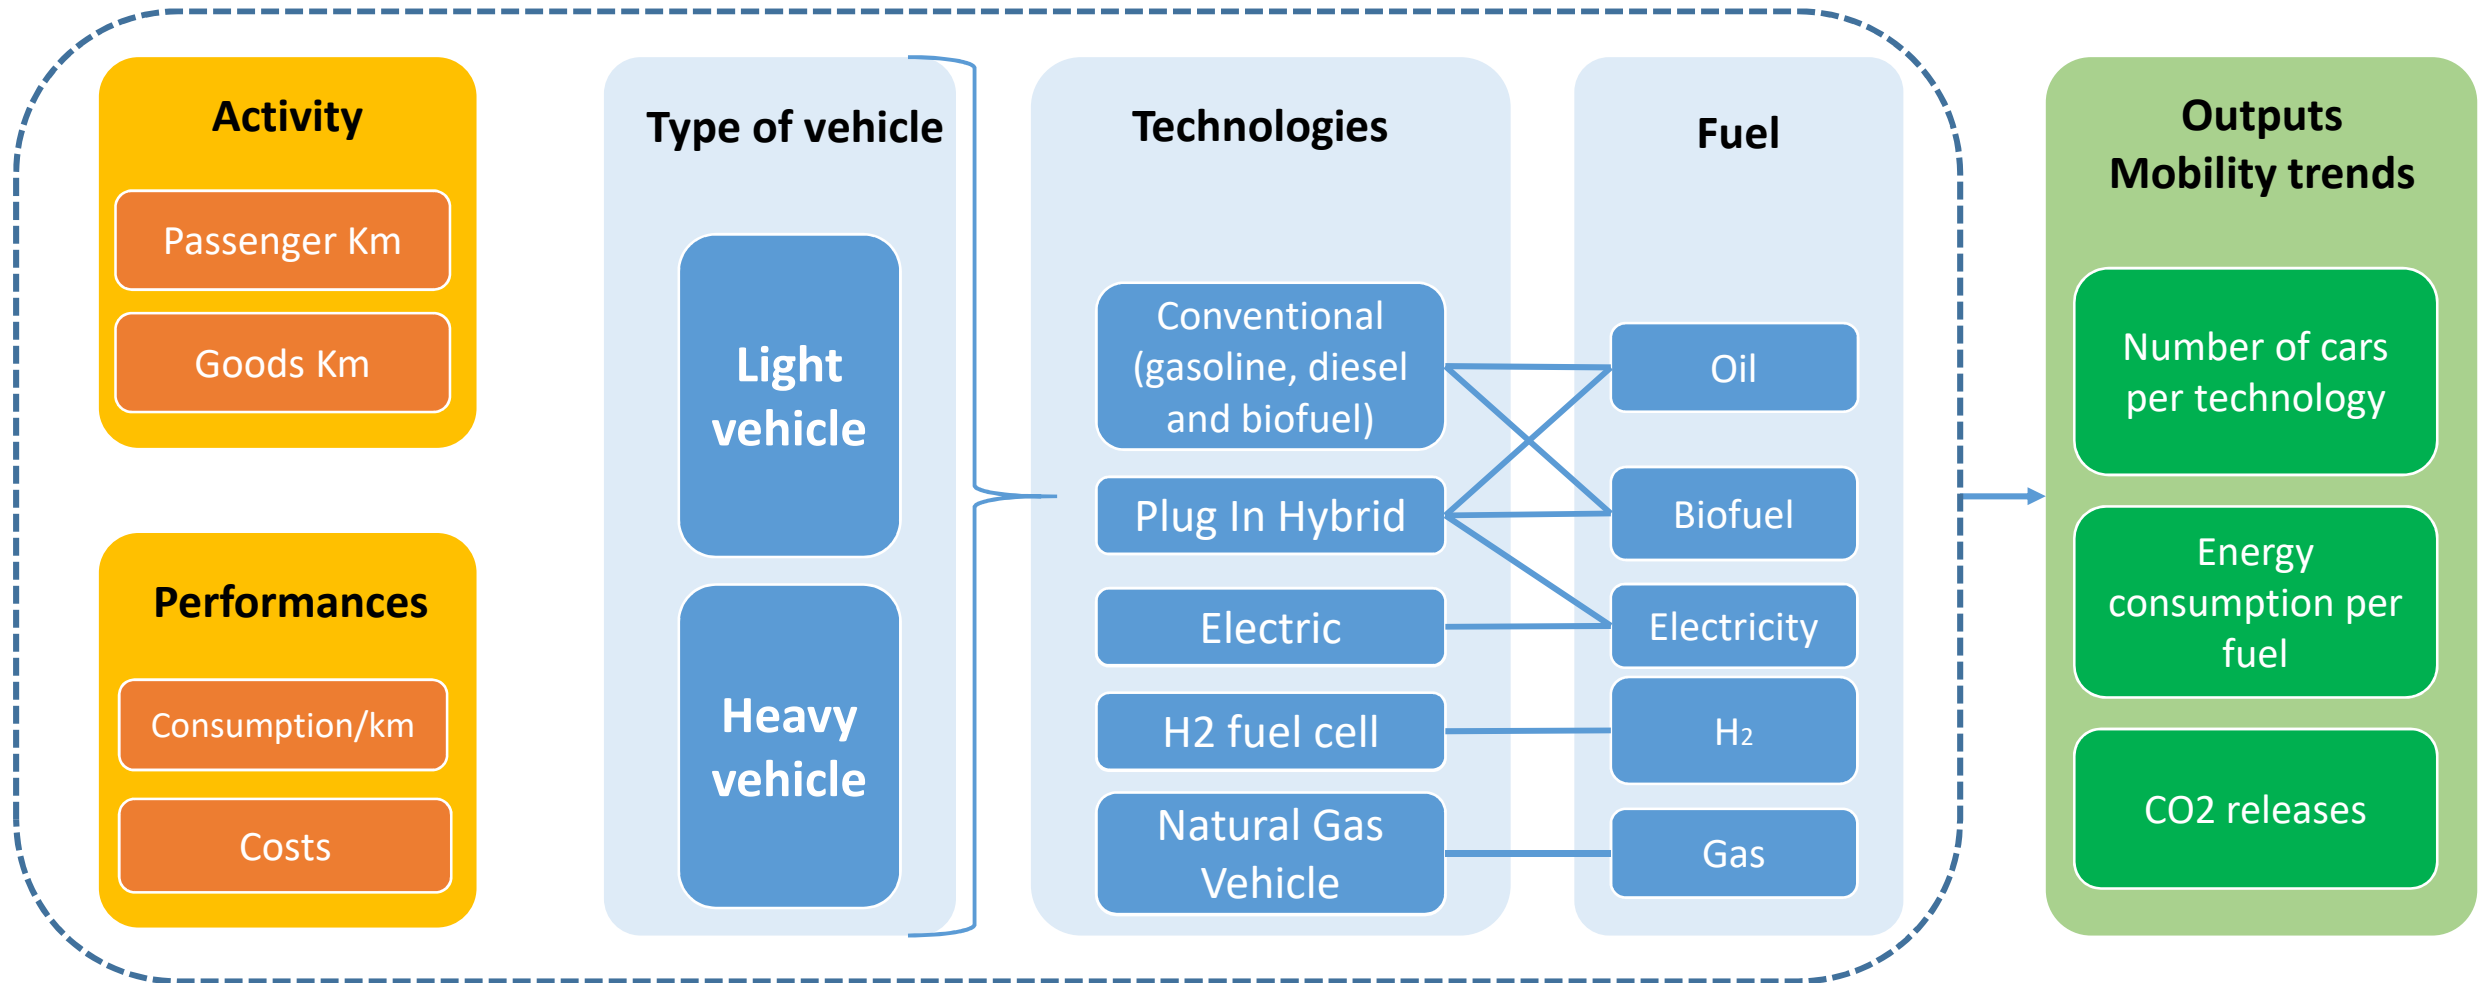 Activity
Passenger Km
Goods Km
Performances
Consumption/km
Costs
Type of vehicle
Light
vehicle
Heavy
vehicle
Technologies
Conventional
(gasoline, diesel
and biofuel)
Plug In Hybrid
Electric
H2 fuel cell
Natural Gas
Vehicle
Fuel
Oil
Biofuel
Electricity
H₂
Gas
Outputs
Mobility trends
Number of cars
per technology
Energy
consumption per
fuel
CO2 releases